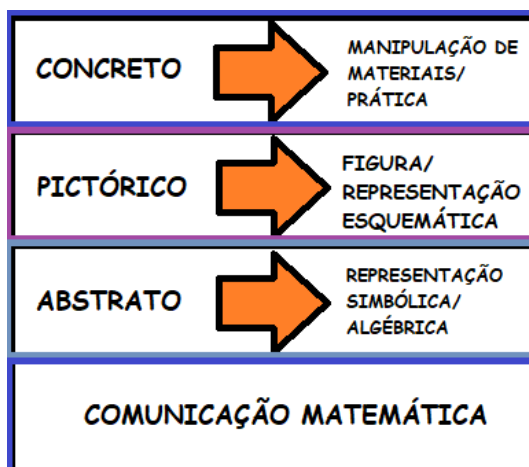 CONCRETO
MANIPULAÇÃO DE
MATERIAIS/
PRÁTICA
PICTÓRICO
FIGURA/
REPRESENTAÇÃO
ESQUEMÁTICA
ABSTRATO
REPRESENTAÇÃO
SIMBÓLICA/
ALGÉBRICA
COMUNICAÇÃO MATEMÁTICA